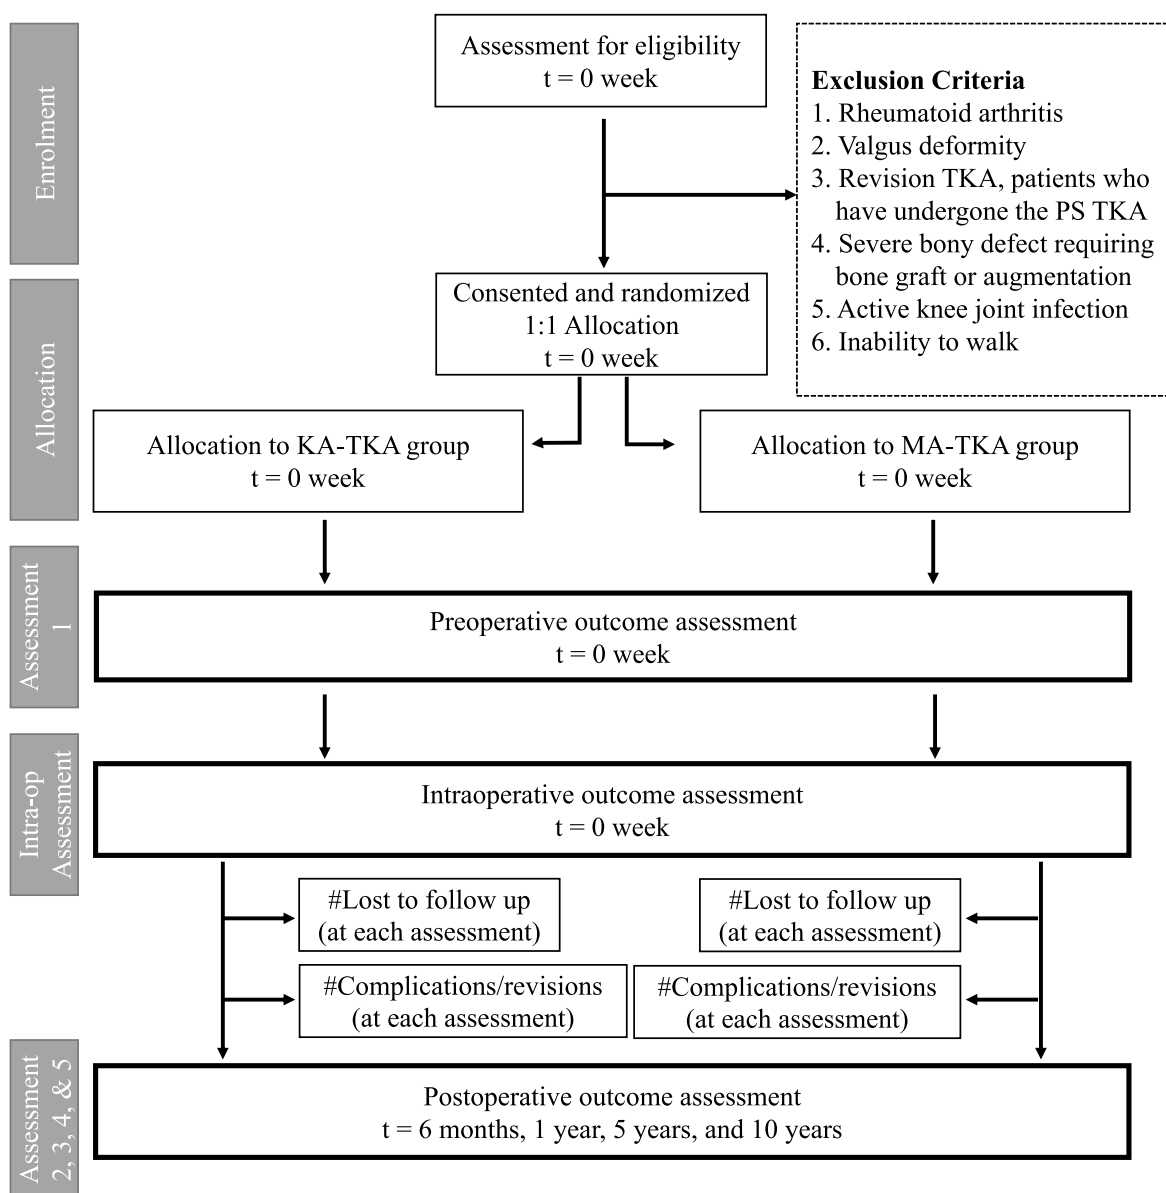 Enrolment
Assessment for eligibility
t = 0 week
Exclusion Criteria
1. Rheumatoid arthritis
2. Valgus deformity
3. Revision TKA, patients who
have undergone the PS TKA
4. Severe bony defect requiring
bone graft or augmentation
5. Active knee joint infection
6. Inability to walk
Allocation
Consented and randomized
1:1 Allocation
t = 0 week
Allocation to KA-TKA group
t = 0 week
Allocation to MA-TKA group
t = 0 week
Assessment
1
Preoperative outcome assessment
t = 0 week
Intra-op
Assessment
Intraoperative outcome assessment
t = 0 week
#Lost to follow up
(at each assessment)
#Lost to follow up
(at each assessment)
#Complications/revisions
(at each assessment)
#Complications/revisions
(at each assessment)
Assessment
2, 3, 4, & 5
Postoperative outcome assessment
t = 6 months, 1 year, 5 years, and 10 years